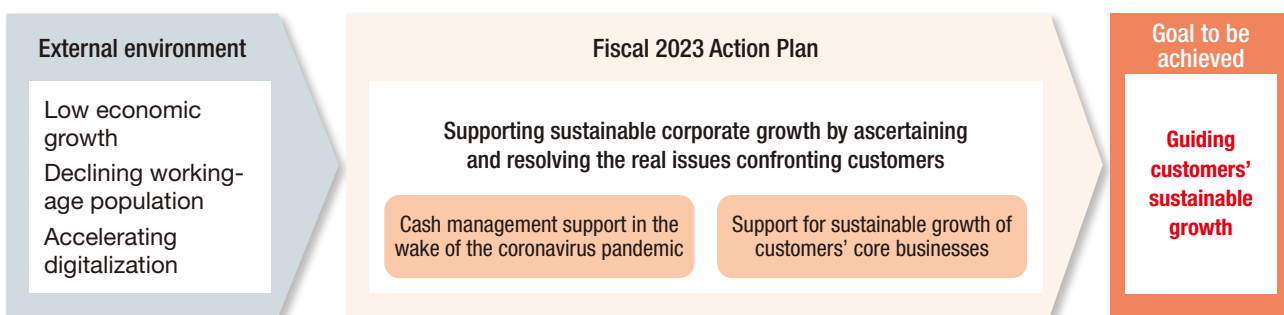 External environment
Low economic
growth
Declining working-
age population
Accelerating
digitalization
Fiscal 2023 Action Plan
Supporting sustainable corporate growth by ascertaining
and resolving the real issues confronting customers
Cash management support in the
wake of the coronavirus pandemic
Support for sustainable growth of
customers’ core businesses
Goal to be
achieved
Guiding
customers’
sustainable
growth